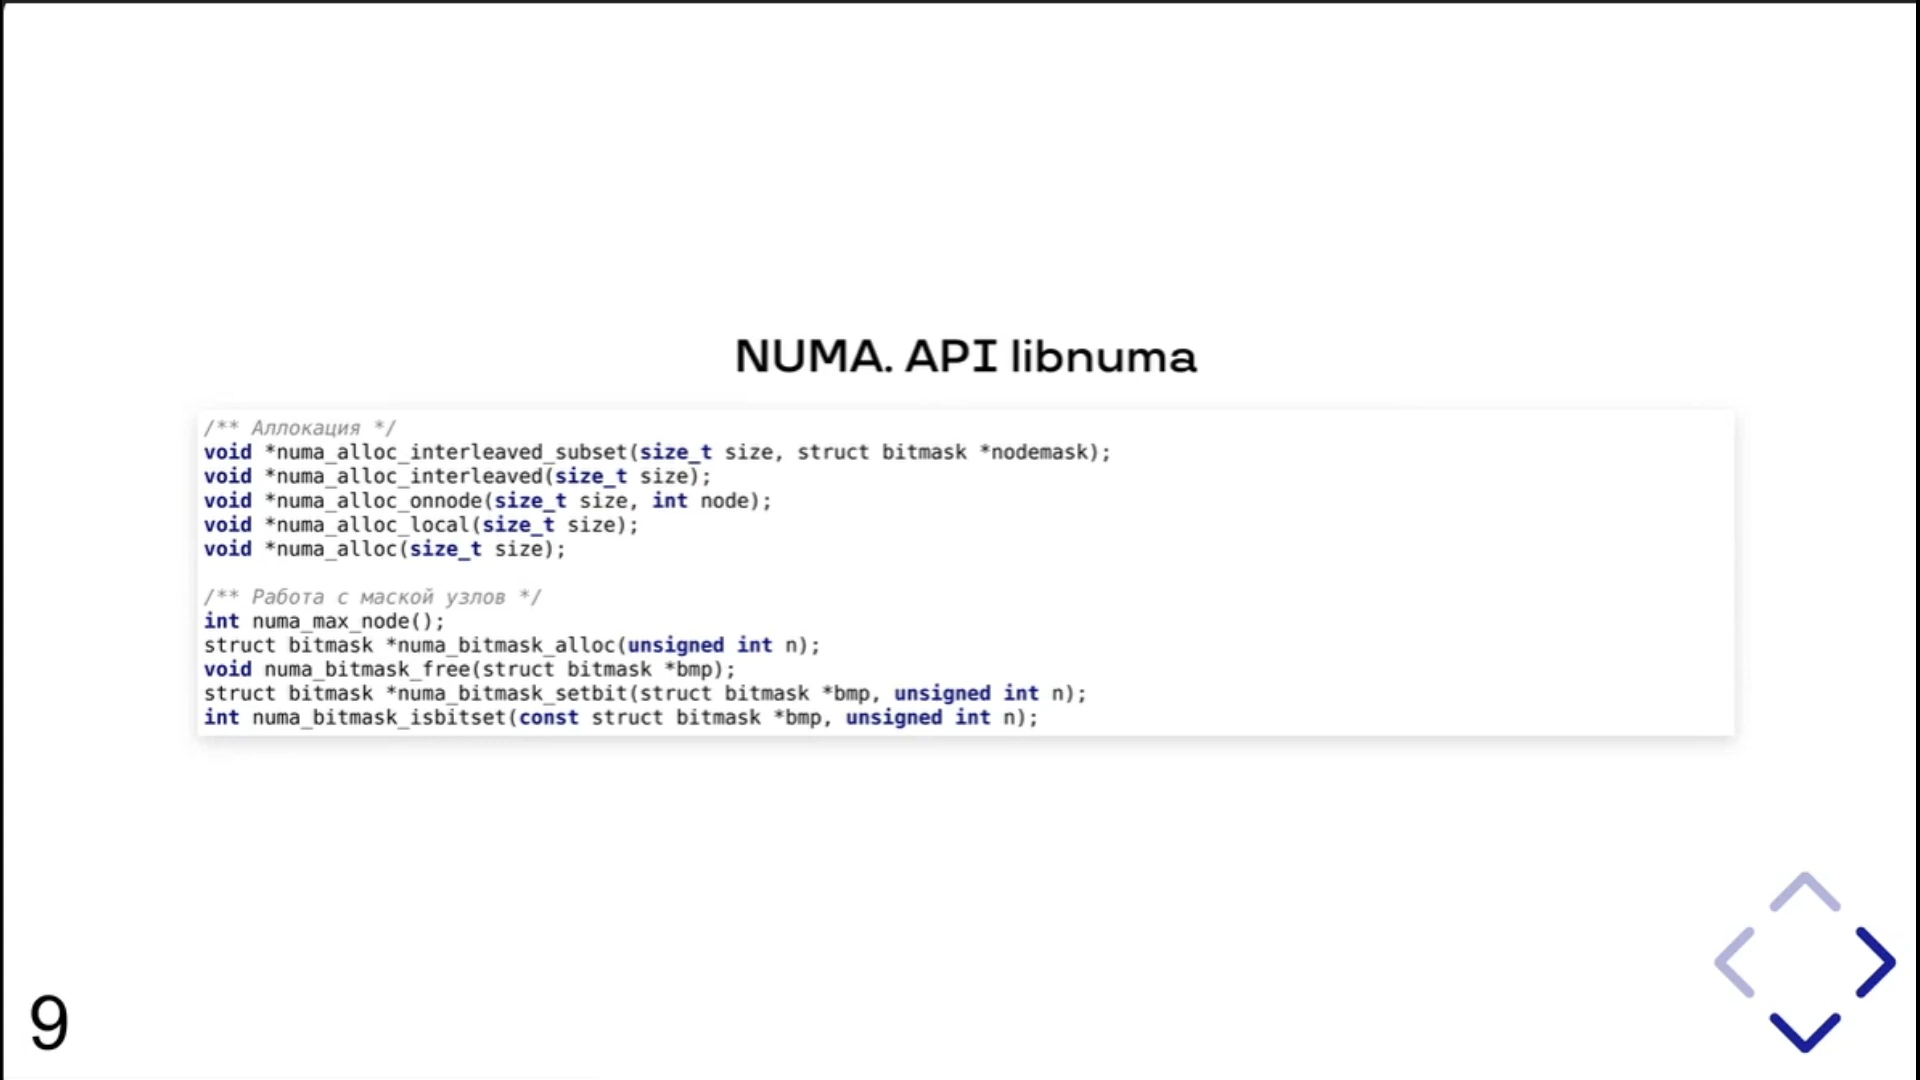 NUMA. API libnuma
/** Аллокация */
void *numa_alloc_interleaved_subset(size_t size, struct bitmask *nodemask);
void *numa_alloc_interleaved(size_t size);
void *numa_alloc_onnode(size_t size, int node);
void *numa_alloc_local(size_t size);
void *numa_alloc(size_t size);
/** Работа с маской узлов */
int numa_max_node();
struct bitmask *numa_bitmask_alloc(unsigned int n);
void numa_bitmask_free(struct bitmask *bmp);
struct bitmask *numa_bitmask_setbit(struct bitmask *bmp, unsigned int n);
int numa_bitmask_isbitset(const struct bitmask *bmp, unsigned int n);
9